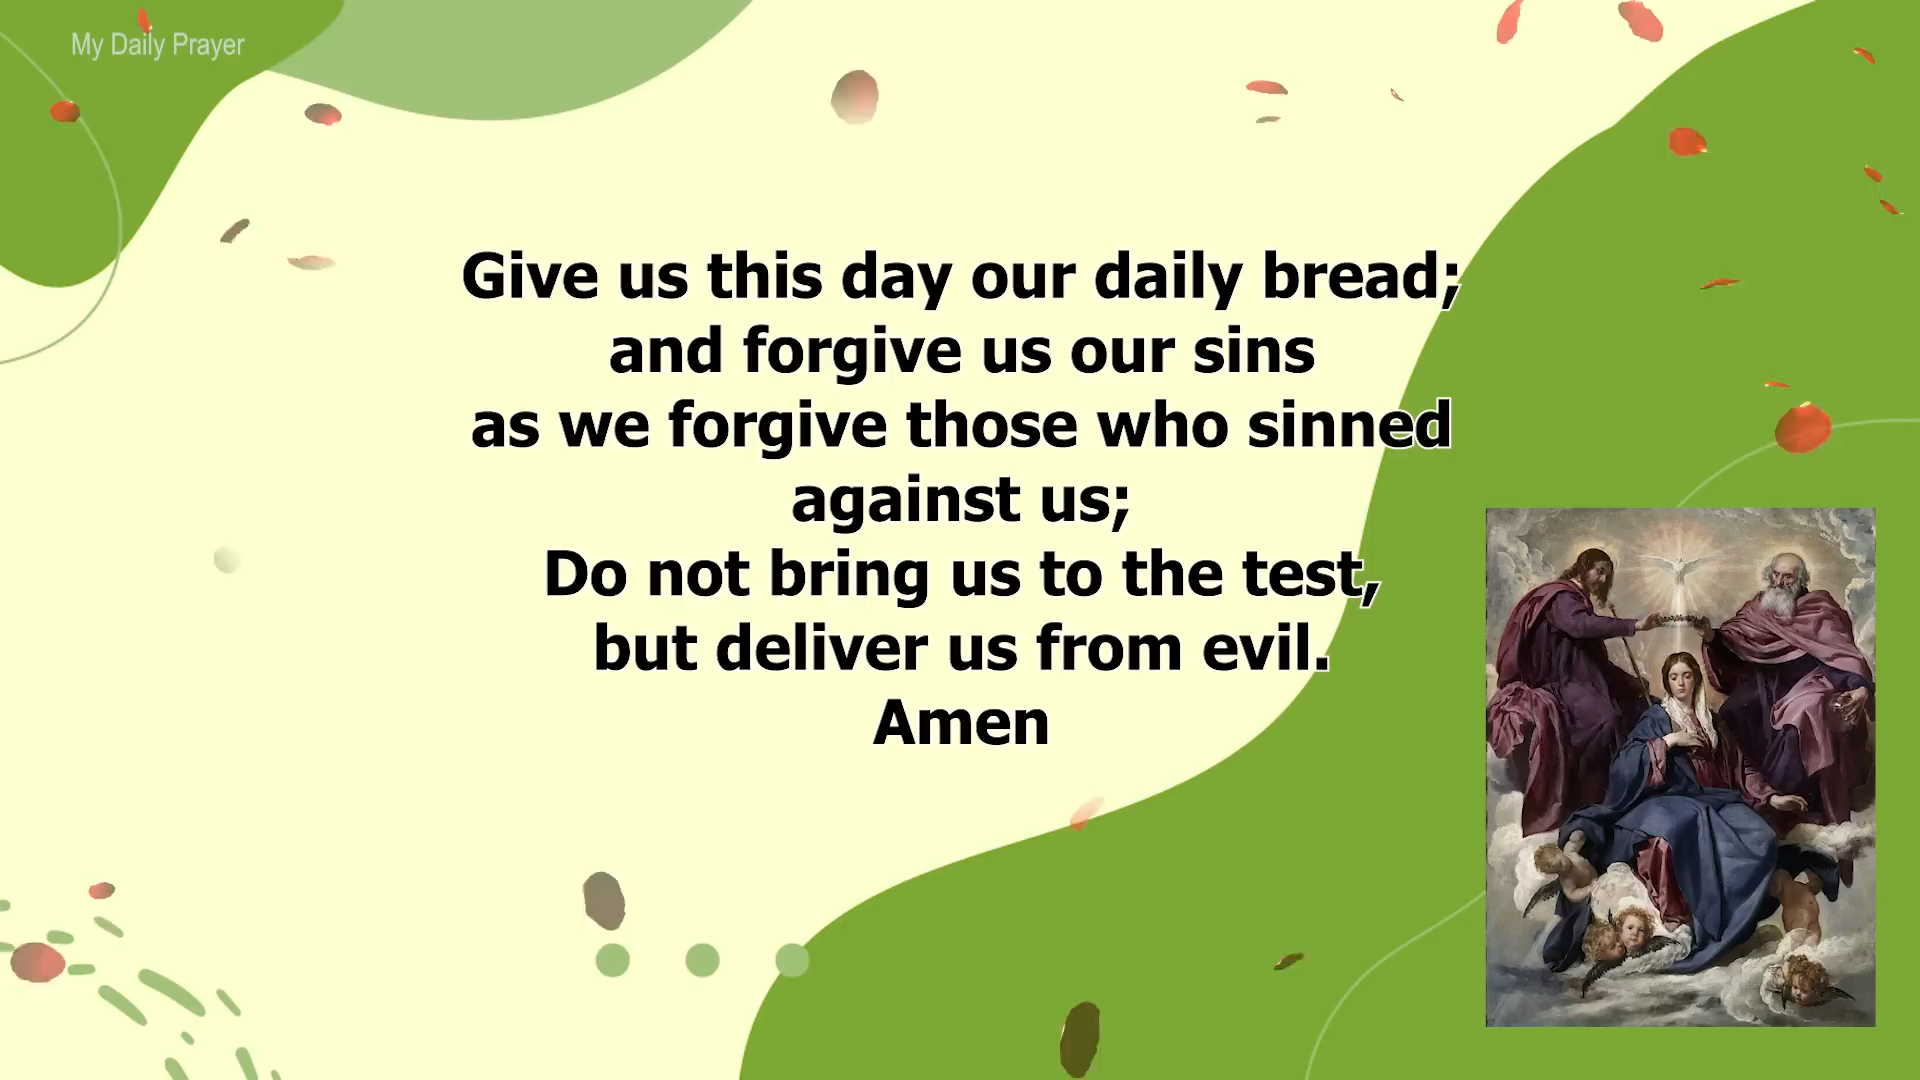 My Daily Prayer
Give us this day our daily bread;
and forgive us our sins
as we forgive those who sinned
against us;
Do not bring us to the test,
but deliver us from evil.
Amen